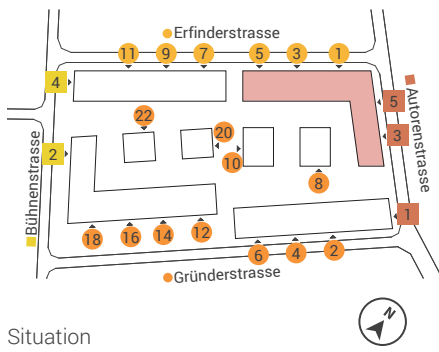 Erfinderstrasse
11 9 7 5 3 1
4
5
Autorenstrasse
3
22
20
10
2
8
Bühnenstrasse
18 16 14 12
1
6 4 2
Gründerstrasse
Situation
N